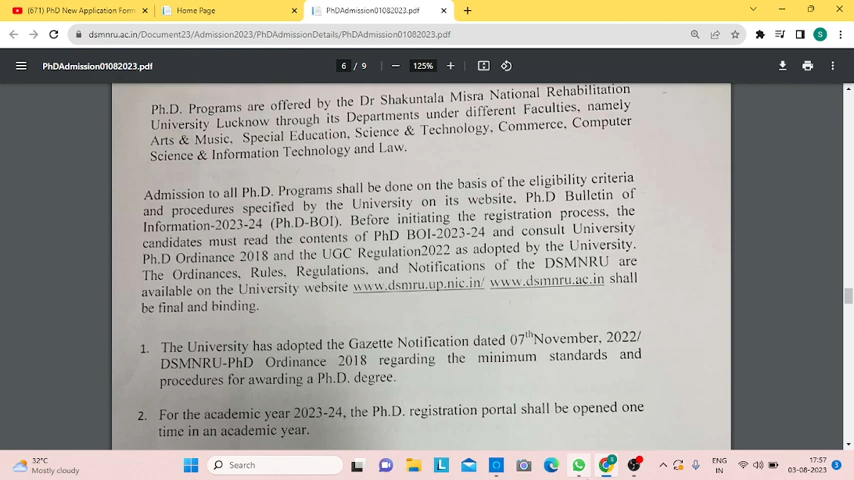 (671) PhD New Application Form
Home Page
PhDAdmission01082023.pdf
dsmnru.ac.in/Document23/Admission2023/PhDAdmissionDetails/PhDAdmission01082023.pdf
S
PhDAdmission01082023.pdf
6 / 9
125%
Ph.D. Programs are offered by the Dr Shakuntala Misra National Rehabilitation
University Lucknow through its Departments under different Faculties, namely
Arts & Music, Special Education, Science & Technology, Commerce, Computer
Science & Information Technology and Law.
Admission to all Ph.D. Programs shall be done on the basis of the eligibility criteria
and procedures specified by the University on its website, Ph.D Bulletin of
Information-2023-24 (Ph.D-BOI). Before initiating the registration process, the
candidates must read the contents of PhD BOI-2023-24 and consult University
Ph.D Ordinance 2018 and the UGC Regulation2022 as adopted by the University.
The Ordinances, Rules, Regulations, and Notifications of the DSMNRU are
available on the University website www.dsmru.up.nic.in/ www.dsmnru.ac.in shall
be final and binding.
1. The University has adopted the Gazette Notification dated 07thNovember, 2022/
DSMNRU-PhD Ordinance 2018 regarding the minimum standards and
procedures for awarding a Ph.D. degree.
2. For the academic year 2023-24, the Ph.D. registration portal shall be opened one
time in an academic year.
32°C
Mostly cloudy
Search
L
ENG
IN
17:57
03-08-2023
3